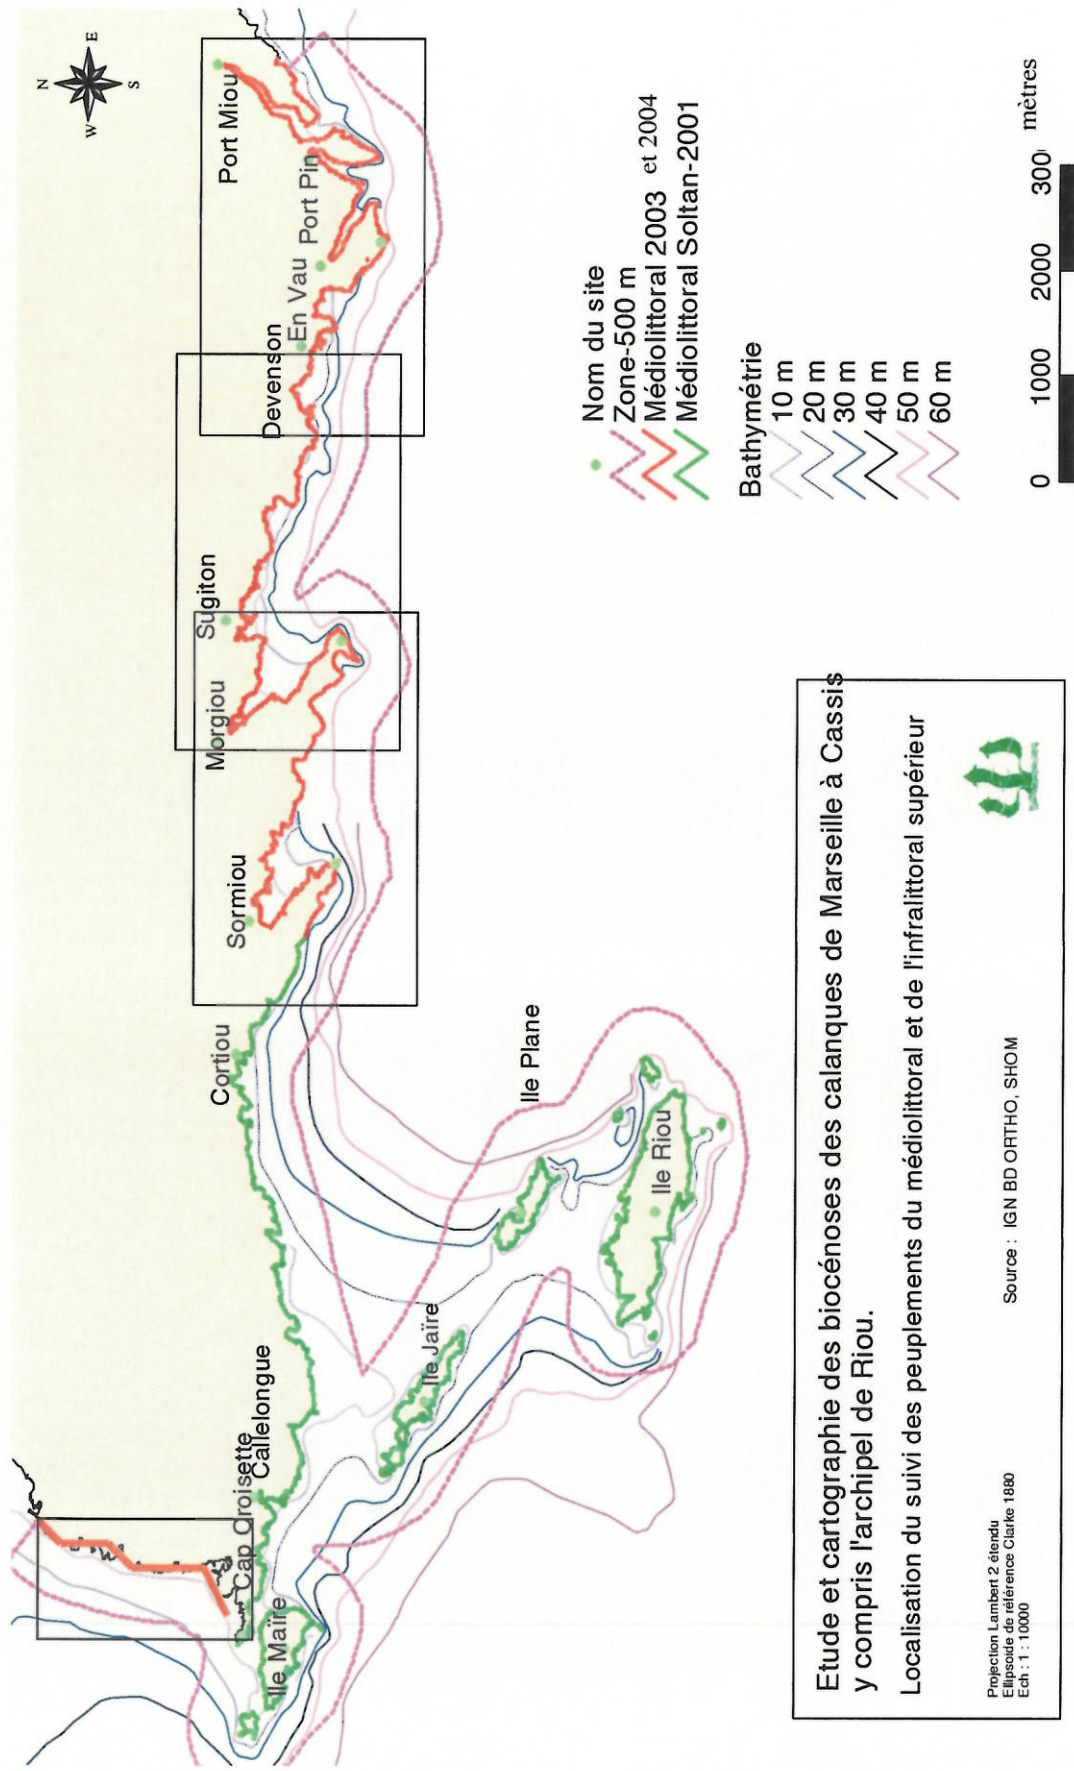 N
W
E
S
Port Miou
Port Pin
En Vau
Devenson
Sugiton
Morgiou
Sormiou
Cortiou
Callelongue
Cap Croisette
Ile Maïre
Ile Jaïre
Ile Plane
Ile Riou
Nom du site
Zone-500 m
Médiolittoral 2003 et 2004
Médiolittoral Soltan-2001
Bathymétrie
10 m
20 m
30 m
40 m
50 m
60 m
0 1000 2000 300 mètres
Etude et cartographie des biocénoses des calanques de Marseille à Cassis
y compris l'archipel de Riou.
Localisation du suivi des peuplements du médiolittoral et de l'infralittoral supérieur
Projection Lambert 2 étendu
Ellipsoide de référence Clarke 1880
Ech : 1 : 10000
Source : IGN BD ORTHO, SHOM